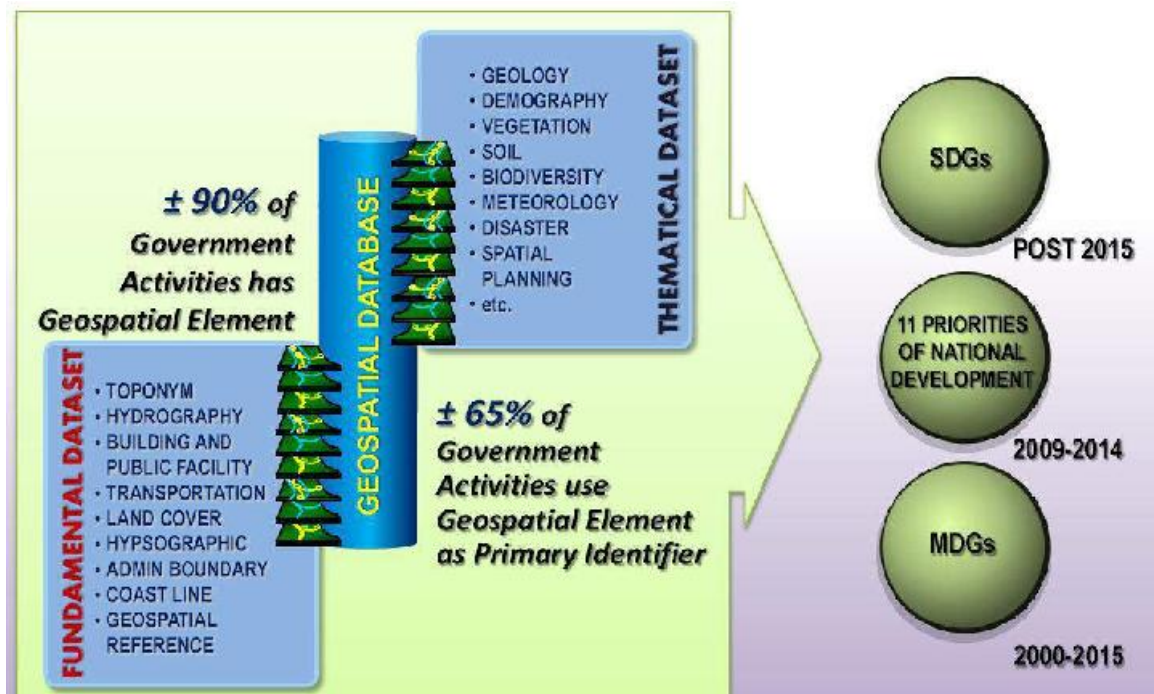 ± 90% of
Government
Activities has
Geospatial Element
FUNDAMENTAL DATASET
• TOPONYM
• HYDROGRAPHY
• BUILDING AND
PUBLIC FACILITY
• TRANSPORTATION
• LAND COVER
• HYPSOGRAPHIC
• ADMIN BOUNDARY
• COAST LINE
• GEOSPATIAL
REFERENCE
GEOSPATIAL DATABASE
• GEOLOGY
• DEMOGRAPHY
• VEGETATION
• SOIL
• BIODIVERSITY
• METEOROLOGY
• DISASTER
• SPATIAL
PLANNING
• etc.
THEMATICAL DATASET
± 65% of
Government
Activities use
Geospatial Element
as Primary Identifier
SDGs
POST 2015
11 PRIORITIES
OF NATIONAL
DEVELOPMENT
2009-2014
MDGs
2000-2015